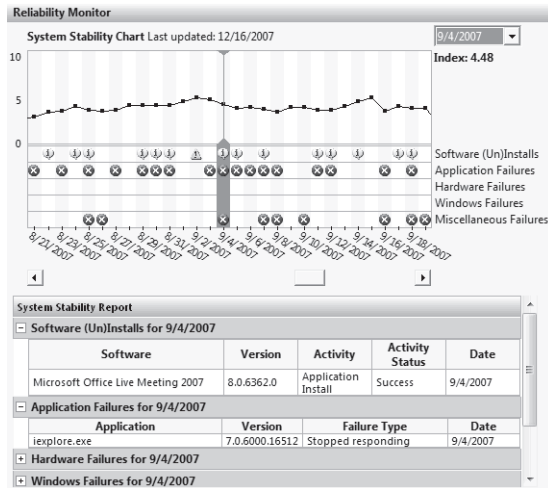 Reliability Monitor
System Stability Chart Last updated: 12/16/2007
9/4/2007
Index: 4.48
10
5
0
Software (Un)Installs
Application Failures
Hardware Failures
Windows Failures
Miscellaneous Failures
8/21/2007 8/23/2007 8/25/2007 8/27/2007 8/29/2007 8/31/2007 9/2/2007 9/4/2007 9/6/2007 9/8/2007 9/10/2007 9/12/2007 9/14/2007 9/16/2007 9/18/2007
System Stability Report
Software (Un)Installs for 9/4/2007
Software Version Activity Activity Status Date
Microsoft Office Live Meeting 2007 8.0.6362.0 Application Install Success 9/4/2007
Application Failures for 9/4/2007
Application Version Failure Type Date
iexplore.exe 7.0.6000.16512 Stopped responding 9/4/2007
Hardware Failures for 9/4/2007
Windows Failures for 9/4/2007